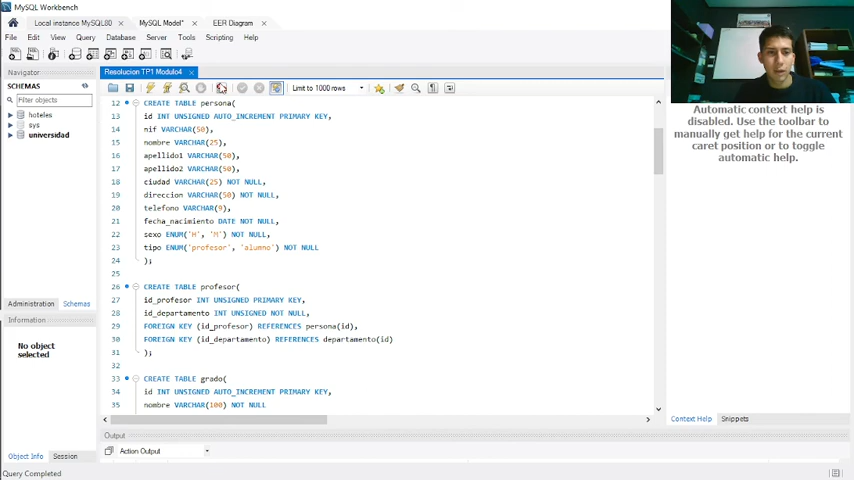 MySQL Workbench
Local instance MySQL80 × MySQL Model* × EER Diagram ×
File Edit View Query Database Server Tools Scripting Help
Navigator
SCHEMAS
Filter objects
hoteles
sys
universidad
Administration Schemas
Information
No object
selected
Object Info Session
Query Completed
Resolucion TP1 Modulo4 ×
Limit to 1000 rows
12 CREATE TABLE persona(
13 id INT UNSIGNED AUTO_INCREMENT PRIMARY KEY,
14 nif VARCHAR(50),
15 nombre VARCHAR(25),
16 apellido1 VARCHAR(50),
17 apellido2 VARCHAR(50),
18 ciudad VARCHAR(25) NOT NULL,
19 direccion VARCHAR(50) NOT NULL,
20 telefono VARCHAR(9),
21 fecha_nacimiento DATE NOT NULL,
22 sexo ENUM('H', 'M') NOT NULL,
23 tipo ENUM('profesor', 'alumno') NOT NULL
24 );
25
26 CREATE TABLE profesor(
27 id_profesor INT UNSIGNED PRIMARY KEY,
28 id_departamento INT UNSIGNED NOT NULL,
29 FOREIGN KEY (id_profesor) REFERENCES persona(id),
30 FOREIGN KEY (id_departamento) REFERENCES departamento(id)
31 );
32
33 CREATE TABLE grado(
34 id INT UNSIGNED AUTO_INCREMENT PRIMARY KEY,
35 nombre VARCHAR(100) NOT NULL
Output
Action Output
Automatic context help is
disabled. Use the toolbar to
manually get help for the current
caret position or to toggle
automatic help.
Context Help Snippets